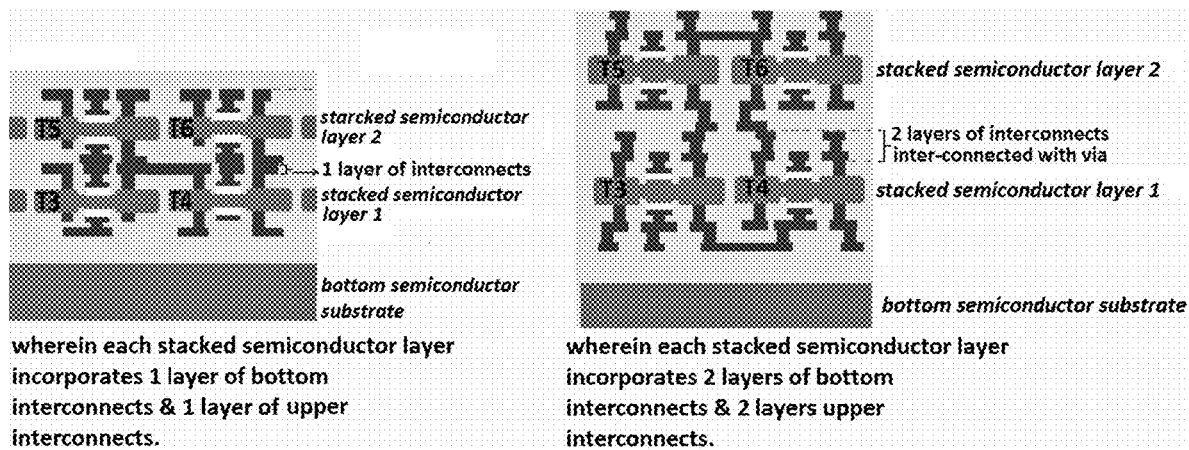 T5 T6
starcked semiconductor
layer 2
1 layer of interconnects
T3 T4
stacked semiconductor
layer 1
bottom semiconductor
substrate
wherein each stacked semiconductor layer
incorporates 1 layer of bottom
interconnects & 1 layer of upper
interconnects.
T5 T6
stacked semiconductor layer 2
2 layers of interconnects
inter-connected with via
T3 T4
stacked semiconductor layer 1
bottom semiconductor substrate
wherein each stacked semiconductor layer
incorporates 2 layers of bottom
interconnects & 2 layers upper
interconnects.